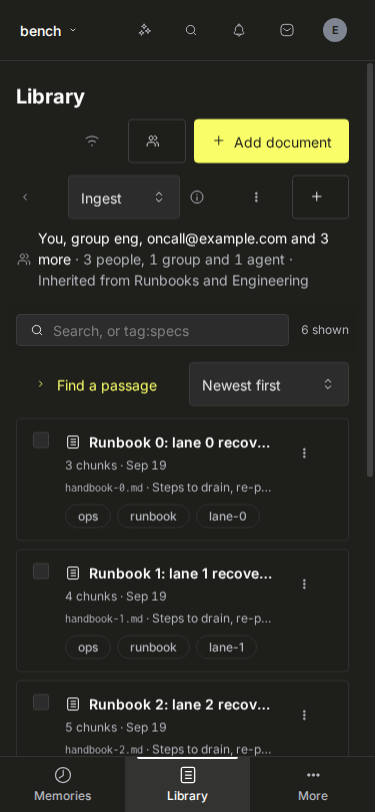 bench
E
Library
Add document
Ingest
You, group eng, oncall@example.com and 3
more · 3 people, 1 group and 1 agent ·
Inherited from Runbooks and Engineering
Search, or tag:specs
6 shown
Find a passage
Newest first
Runbook 0: lane 0 recov...
3 chunks · Sep 19
handbook-0.md · Steps to drain, re-p...
ops runbook lane-0
Runbook 1: lane 1 recove...
4 chunks · Sep 19
handbook-1.md · Steps to drain, re-p...
ops runbook lane-1
Runbook 2: lane 2 recov...
5 chunks · Sep 19
handbook-2.md · Steps to drain, re-p...
Memories Library More